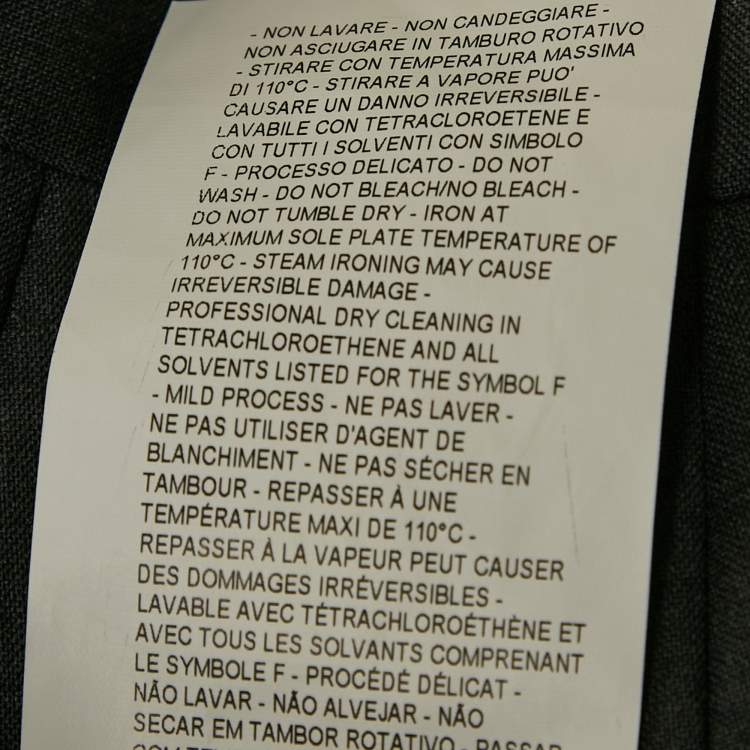 - NON LAVARE - NON CANDEGGIARE -
NON ASCIUGARE IN TAMBURO ROTATIVO
- STIRARE CON TEMPERATURA MASSIMA
DI 110°C - STIRARE A VAPORE PUO'
CAUSARE UN DANNO IRREVERSIBILE -
LAVABILE CON TETRACLOROETENE E
CON TUTTI I SOLVENTI CON SIMBOLO
F - PROCESSO DELICATO - DO NOT
WASH - DO NOT BLEACH/NO BLEACH -
DO NOT TUMBLE DRY - IRON AT
MAXIMUM SOLE PLATE TEMPERATURE OF
110°C - STEAM IRONING MAY CAUSE
IRREVERSIBLE DAMAGE -
PROFESSIONAL DRY CLEANING IN
TETRACHLOROETHENE AND ALL
SOLVENTS LISTED FOR THE SYMBOL F
- MILD PROCESS - NE PAS LAVER -
NE PAS UTILISER D'AGENT DE
BLANCHIMENT - NE PAS SÉCHER EN
TAMBOUR - REPASSER À UNE
TEMPÉRATURE MAXI DE 110°C -
REPASSER À LA VAPEUR PEUT CAUSER
DES DOMMAGES IRRÉVERSIBLES -
LAVABLE AVEC TÉTRACHLOROÉTHÈNE ET
AVEC TOUS LES SOLVANTS COMPRENANT
LE SYMBOLE F - PROCÉDÉ DÉLICAT -
NÃO LAVAR - NÃO ALVEJAR - NÃO
SECAR EM TAMBOR ROTATIVO - PASSAR